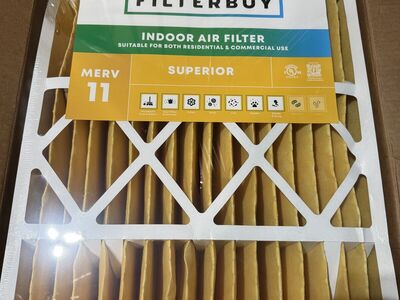 FILTERBUY
INDOOR AIR FILTER
SUITABLE FOR BOTH RESIDENTIAL & COMMERCIAL USE
MERV
11
SUPERIOR